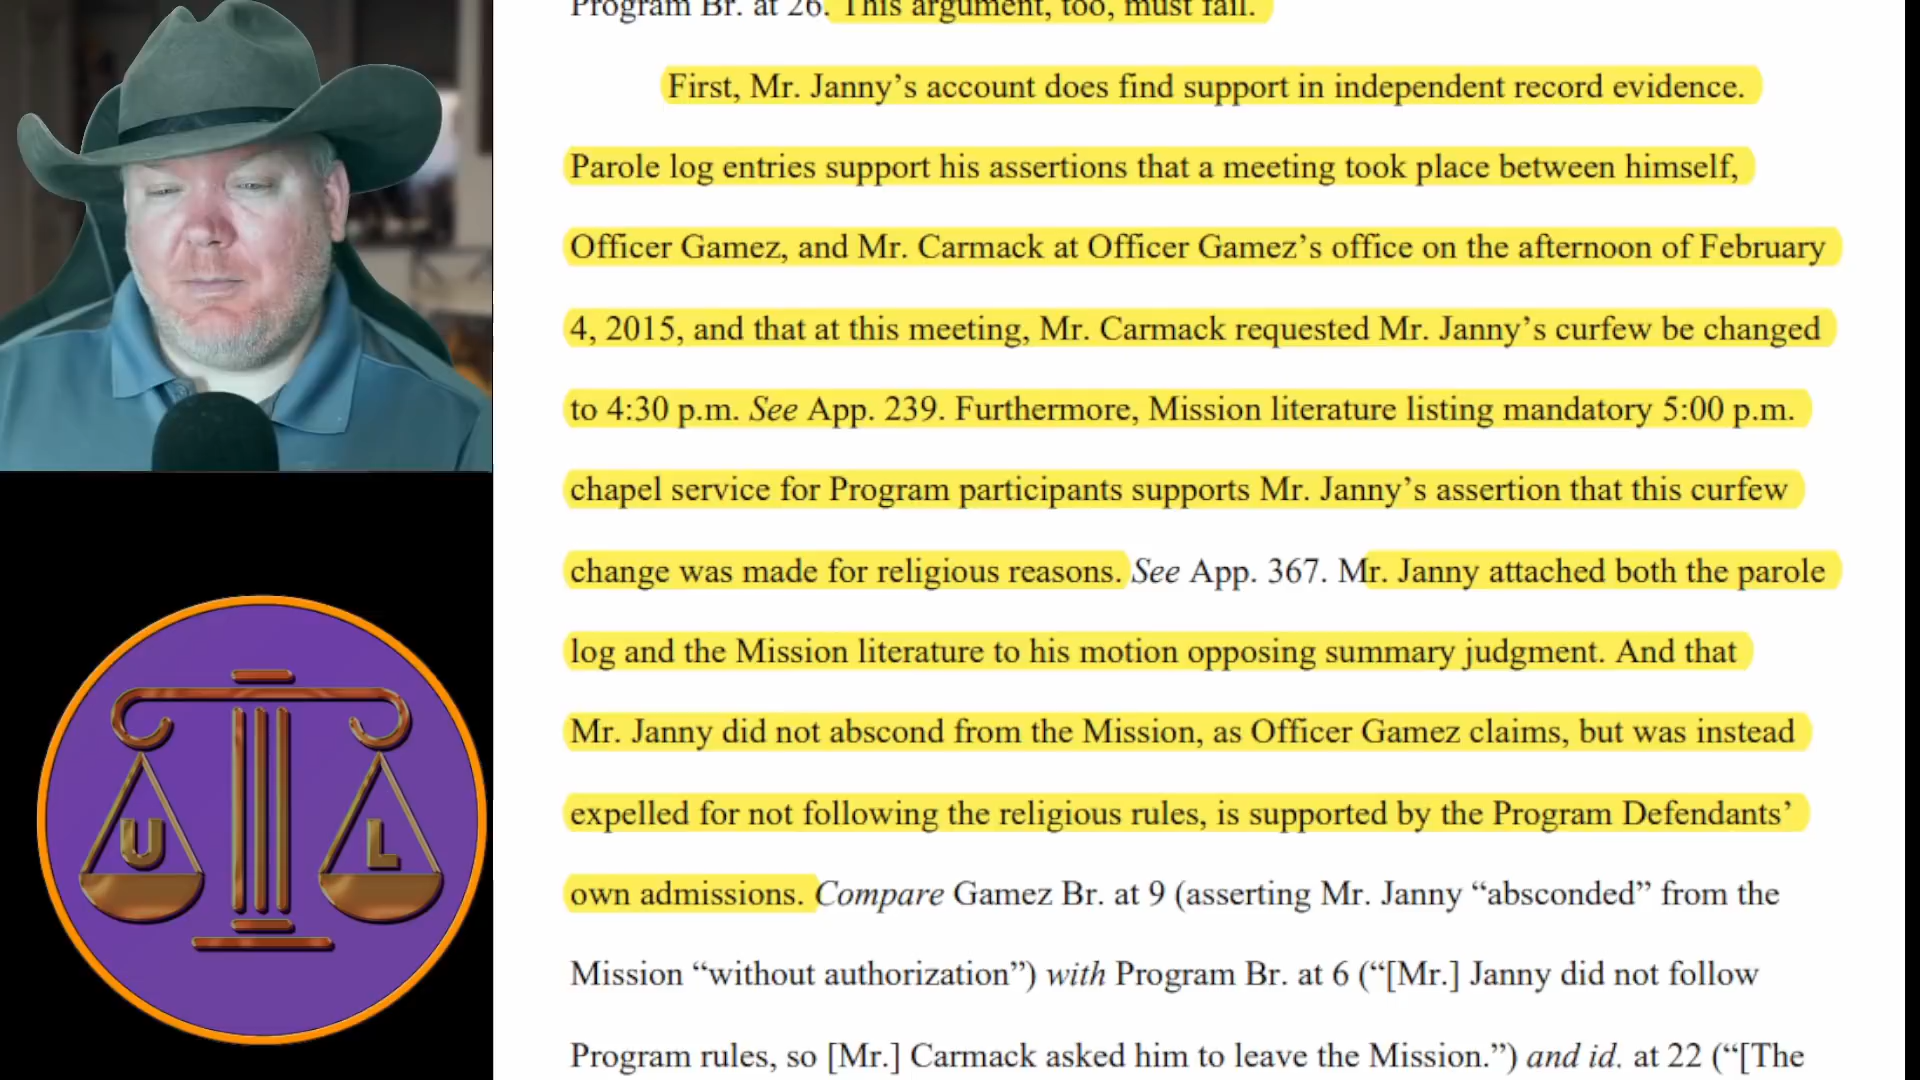 Program Br. at 26. This argument, too, must fail.
First, Mr. Janny’s account does find support in independent record evidence.
Parole log entries support his assertions that a meeting took place between himself,
Officer Gamez, and Mr. Carmack at Officer Gamez’s office on the afternoon of February
4, 2015, and that at this meeting, Mr. Carmack requested Mr. Janny’s curfew be changed
to 4:30 p.m. See App. 239. Furthermore, Mission literature listing mandatory 5:00 p.m.
chapel service for Program participants supports Mr. Janny’s assertion that this curfew
change was made for religious reasons. See App. 367. Mr. Janny attached both the parole
log and the Mission literature to his motion opposing summary judgment. And that
Mr. Janny did not abscond from the Mission, as Officer Gamez claims, but was instead
expelled for not following the religious rules, is supported by the Program Defendants’
own admissions. Compare Gamez Br. at 9 (asserting Mr. Janny “absconded” from the
Mission “without authorization”) with Program Br. at 6 (“[Mr.] Janny did not follow
Program rules, so [Mr.] Carmack asked him to leave the Mission.”) and id. at 22 (“[The
U L